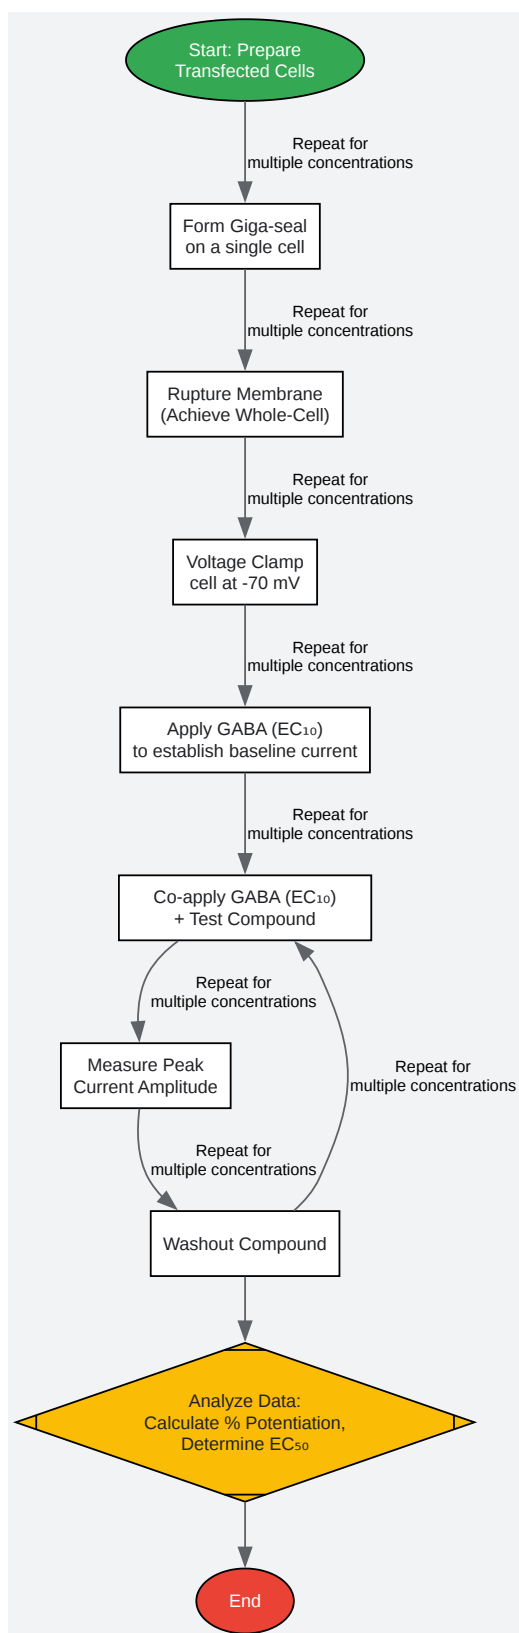 Start: Prepare
Transfected Cells
Repeat for
multiple concentrations
Form Giga-seal
on a single cell
Repeat for
multiple concentrations
Rupture Membrane
(Achieve Whole-Cell)
Repeat for
multiple concentrations
Voltage Clamp
cell at -70 mV
Repeat for
multiple concentrations
Apply GABA (EC₁₀)
to establish baseline current
Repeat for
multiple concentrations
Co-apply GABA (EC₁₀)
+ Test Compound
Repeat for
multiple concentrations
Measure Peak
Current Amplitude
Repeat for
multiple concentrations
Repeat for
multiple concentrations
Washout Compound
Analyze Data:
Calculate % Potentiation,
Determine EC₅₀
End